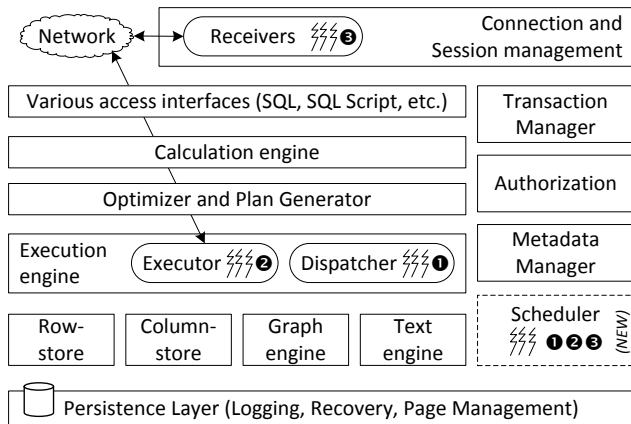 Network
Receivers ❸
Connection and
Session management
Various access interfaces (SQL, SQL Script, etc.)
Calculation engine
Optimizer and Plan Generator
Execution
engine
Executor ❷
Dispatcher ❶
Row-
store
Column-
store
Graph
engine
Text
engine
Transaction
Manager
Authorization
Metadata
Manager
Scheduler
❶❷❸
(NEW)
Persistence Layer (Logging, Recovery, Page Management)